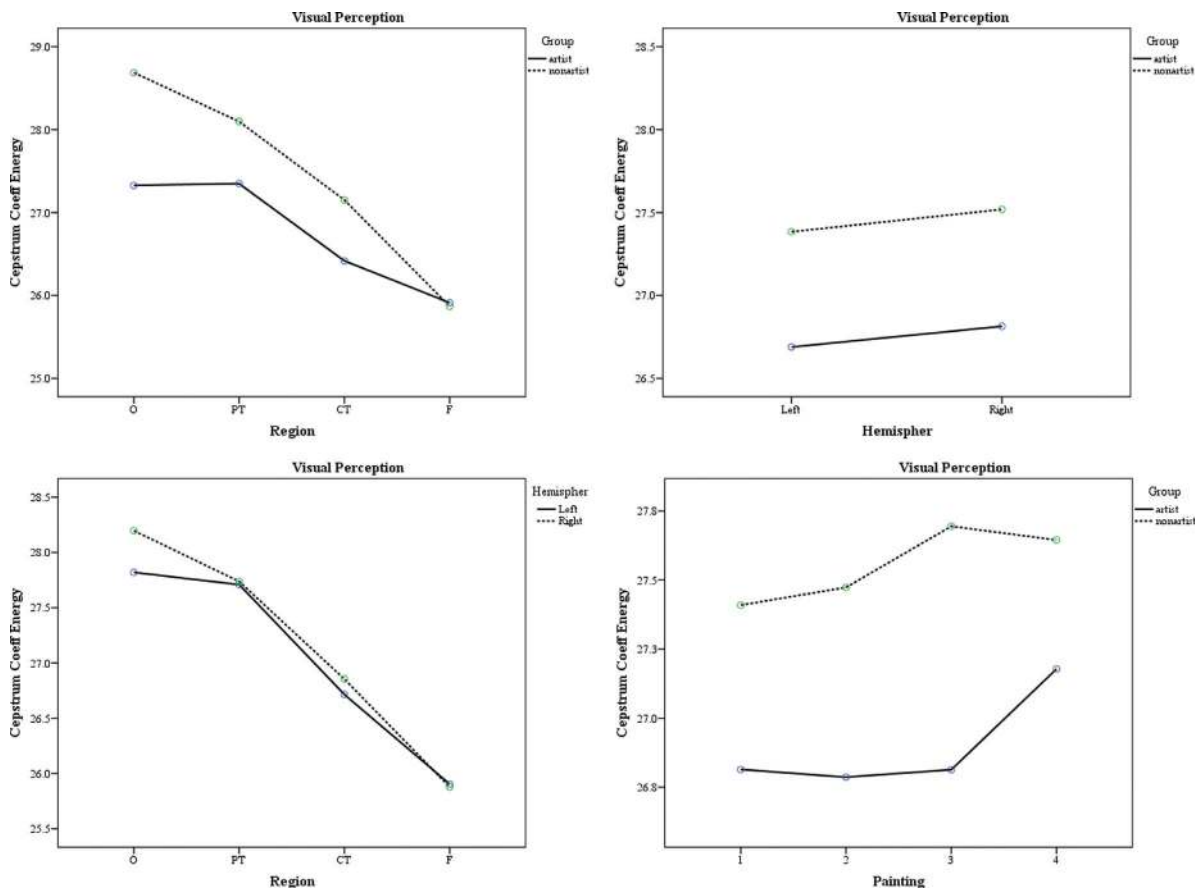 Visual Perception
Group
artist
nonartist
29.0
28.0
27.0
26.0
25.0
Cepstrum Coeff Energy
O PT CT F
Region
Visual Perception
Group
artist
nonartist
28.5
28.0
27.5
27.0
26.5
Cepstrum Coeff Energy
Left Right
Hemispher
Visual Perception
Hemispher
Left
Right
28.5
28.0
27.5
27.0
26.5
26.0
25.5
Cepstrum Coeff Energy
O PT CT F
Region
Visual Perception
Group
artist
nonartist
27.8
27.5
27.3
27.0
26.8
Cepstrum Coeff Energy
1 2 3 4
Painting